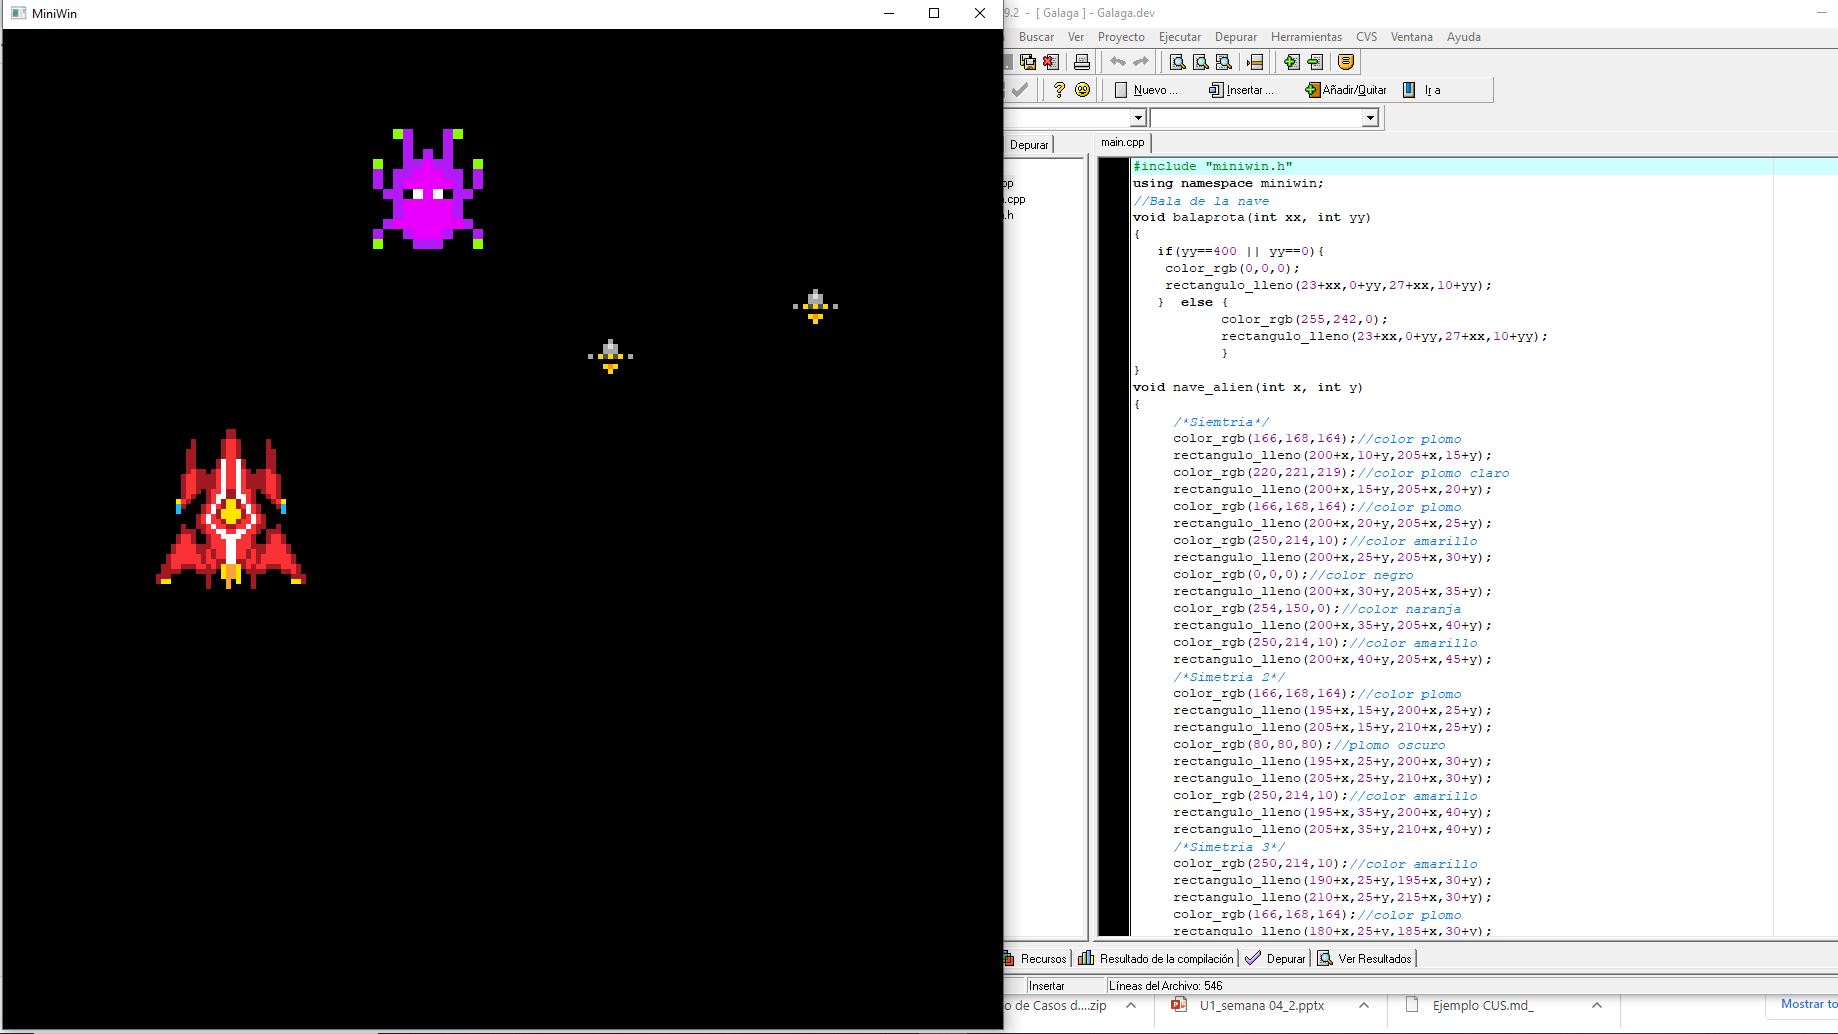 MiniWin
9.2 - [ Galaga ] - Galaga.dev
Buscar Ver Proyecto Ejecutar Depurar Herramientas CVS Ventana Ayuda
Nuevo ... Insertar ... Añadir/Quitar Ir a
Depurar main.cpp
pp
.cpp
.h
#include "miniwin.h"
using namespace miniwin;
//Bala de la nave
void balaprota(int xx, int yy)
{
if(yy==400 || yy==0){
color_rgb(0,0,0);
rectangulo_lleno(23+xx,0+yy,27+xx,10+yy);
} else {
color_rgb(255,242,0);
rectangulo_lleno(23+xx,0+yy,27+xx,10+yy);
}
}
void nave_alien(int x, int y)
{
/*Siemtria*/
color_rgb(166,168,164);//color plomo
rectangulo_lleno(200+x,10+y,205+x,15+y);
color_rgb(220,221,219);//color plomo claro
rectangulo_lleno(200+x,15+y,205+x,20+y);
color_rgb(166,168,164);//color plomo
rectangulo_lleno(200+x,20+y,205+x,25+y);
color_rgb(250,214,10);//color amarillo
rectangulo_lleno(200+x,25+y,205+x,30+y);
color_rgb(0,0,0);//color negro
rectangulo_lleno(200+x,30+y,205+x,35+y);
color_rgb(254,150,0);//color naranja
rectangulo_lleno(200+x,35+y,205+x,40+y);
color_rgb(250,214,10);//color amarillo
rectangulo_lleno(200+x,40+y,205+x,45+y);
/*Simetria 2*/
color_rgb(166,168,164);//color plomo
rectangulo_lleno(195+x,15+y,200+x,25+y);
rectangulo_lleno(205+x,15+y,210+x,25+y);
color_rgb(80,80,80);//plomo oscuro
rectangulo_lleno(195+x,25+y,200+x,30+y);
rectangulo_lleno(205+x,25+y,210+x,30+y);
color_rgb(250,214,10);//color amarillo
rectangulo_lleno(195+x,35+y,200+x,40+y);
rectangulo_lleno(205+x,35+y,210+x,40+y);
/*Simetria 3*/
color_rgb(250,214,10);//color amarillo
rectangulo_lleno(190+x,25+y,195+x,30+y);
rectangulo_lleno(210+x,25+y,215+x,30+y);
color_rgb(166,168,164);//color plomo
rectangulo_lleno(180+x,25+y,185+x,30+y);
Recursos Resultado de la compilación Depurar Ver Resultados
Insertar Líneas del Archivo: 546
o de Casos d....zip U1_semana 04_2.pptx Ejemplo CUS.md_ Mostrar to